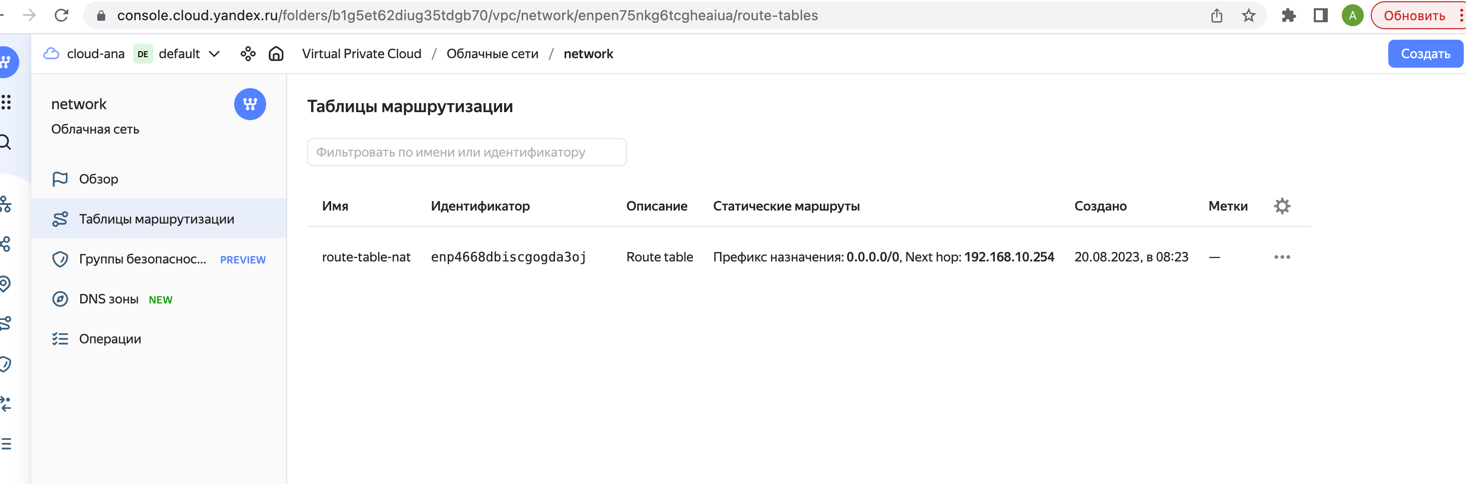 console.cloud.yandex.ru/folders/b1g5et62diug35tdgb70/vpc/network/enpen75nkg6tcgheaiua/route-tables
A
Обновить
cloud-ana DE default
Virtual Private Cloud / Облачные сети / network
Создать
network
Облачная сеть
Обзор
Таблицы маршрутизации
Группы безопаснос... PREVIEW
DNS зоны NEW
Операции
Таблицы маршрутизации
Фильтровать по имени или идентификатору
Имя Идентификатор Описание Статические маршруты Создано Метки
route-table-nat enp4668dbiscgogda3oj Route table Префикс назначения: 0.0.0.0/0, Next hop: 192.168.10.254 20.08.2023, в 08:23 —